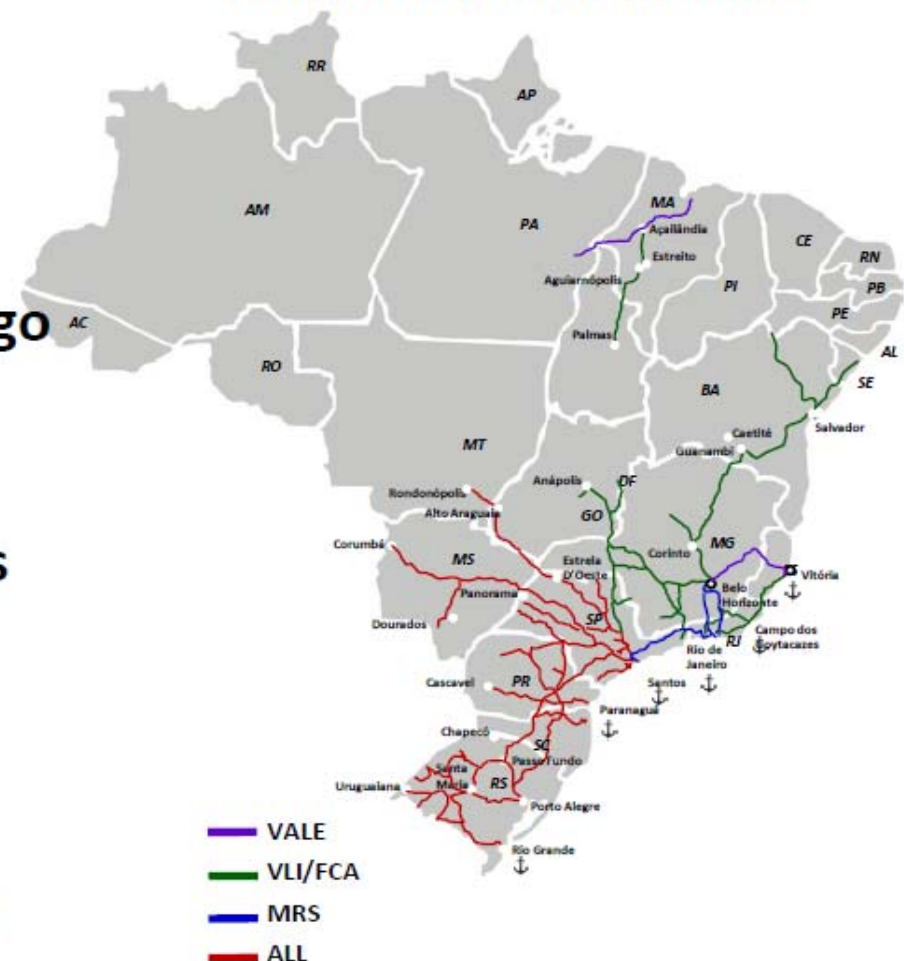 RR
AP
AM
PA
MA
Açailândia
CE
RN
Estreito
Aguiarnópolis
PI
PB
PE
go
AC
Palmas
AL
RO
SE
BA
Salvador
Caetité
Guanambi
MT
Anápolis
DF
Rondonópolis
Alto Araguaia
GO
Corumbá
MS
Estrela
D'Oeste
Corinto
MG
s
Vitória
Panorama
Belo
Horizonte
Dourados
SP
RJ
Campo dos
Goytacazes
Rio de
Janeiro
Cascavel
PR
Santos
Paranaguá
Chapecó
SC
Passo Fundo
Santa
Maria
RS
Uruguaiana
Porto Alegre
Rio Grande
VALE
VLI/FCA
MRS
ALL